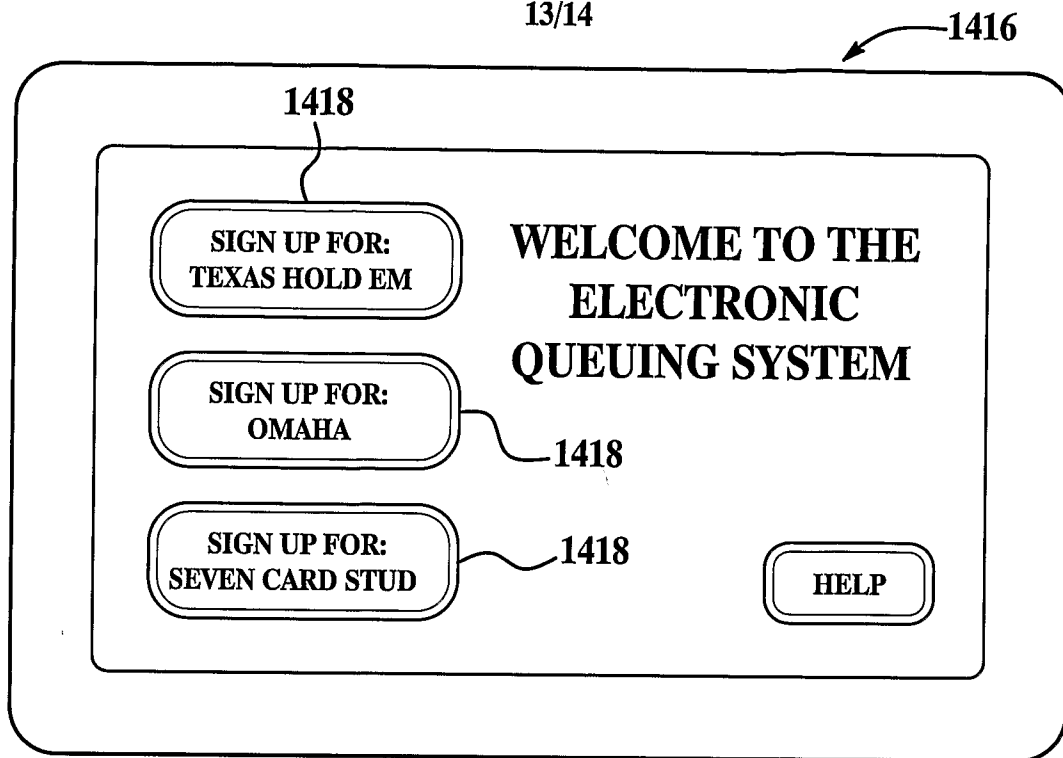 13/14
1416
1418
SIGN UP FOR:
TEXAS HOLD EM
WELCOME TO THE
ELECTRONIC
QUEUING SYSTEM
SIGN UP FOR:
OMAHA
1418
SIGN UP FOR:
SEVEN CARD STUD
1418
HELP